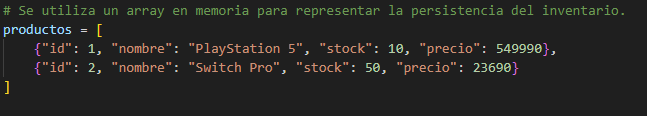 # Se utiliza un array en memoria para representar la persistencia del inventario.
productos = [
    {"id": 1, "nombre": "PlayStation 5", "stock": 10, "precio": 549990},
    {"id": 2, "nombre": "Switch Pro", "stock": 50, "precio": 23690}
]